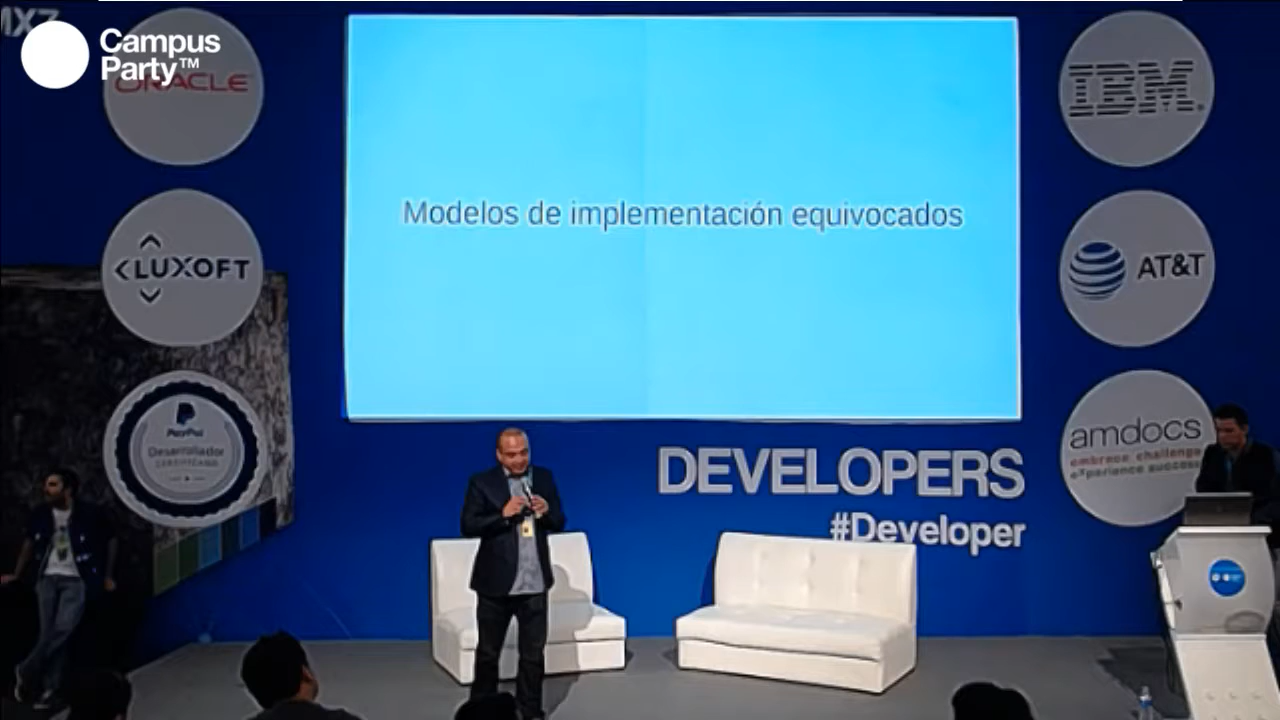 MX7
Campus
Party™
ORACLE
IBM
Modelos de implementación equivocados
LUXOFT
AT&T
PayPal
Desarrollador
CERTIFICADO
amdocs
embrace challenge
experience success
DEVELOPERS
#Developer